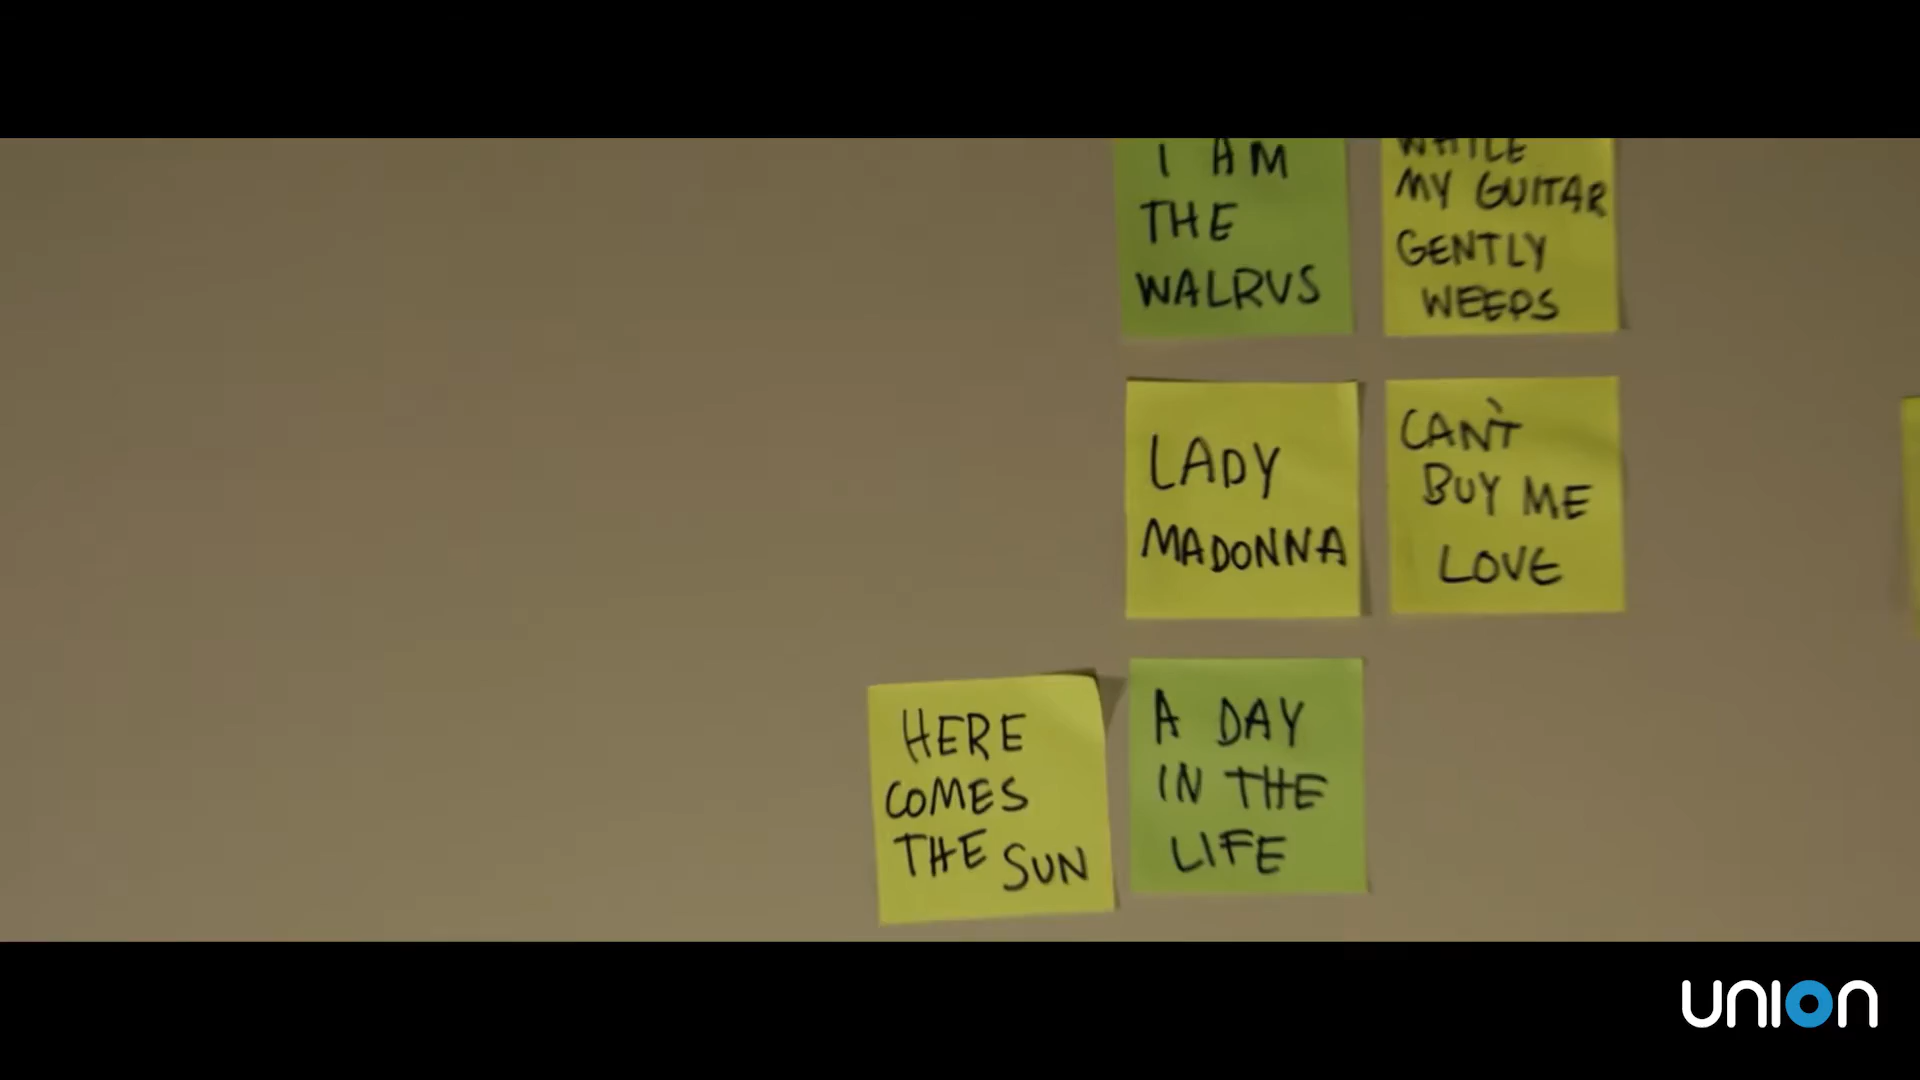 I AM
THE
WALRUS
WHILE
MY GUITAR
GENTLY
WEEPS
LADY
MADONNA
CAN'T
BUY ME
LOVE
HERE
COMES
THE SUN
A DAY
IN THE
LIFE
UNION